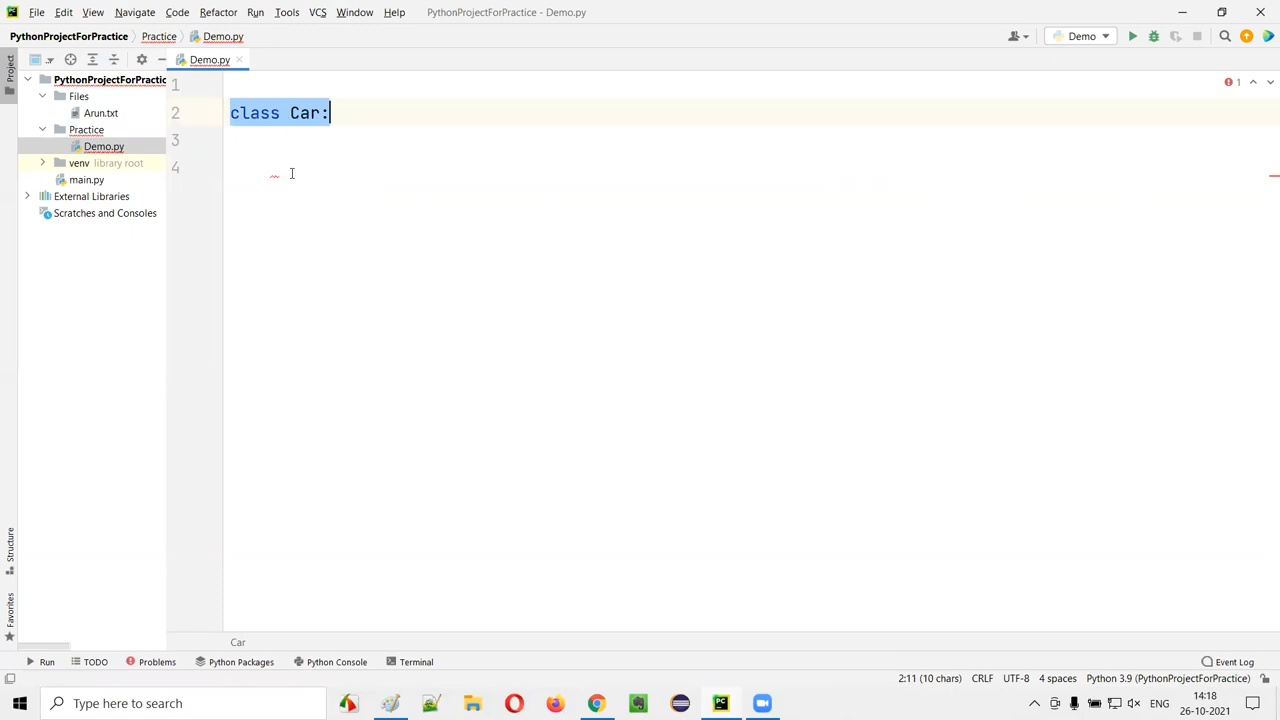 File Edit View Navigate Code Refactor Run Tools VCS Window Help PythonProjectForPractice - Demo.py
PythonProjectForPractice Practice Demo.py Demo
Project
Demo.py
PythonProjectForPractic
Files
Arun.txt
Practice
Demo.py
venv library root
main.py
External Libraries
Scratches and Consoles
1
2 class Car:
3
4
1
Structure
Favorites
Car
Run TODO Problems Python Packages Python Console Terminal Event Log
2:11 (10 chars) CRLF UTF-8 4 spaces Python 3.9 (PythonProjectForPractice)
Type here to search
ENG
14:18
26-10-2021